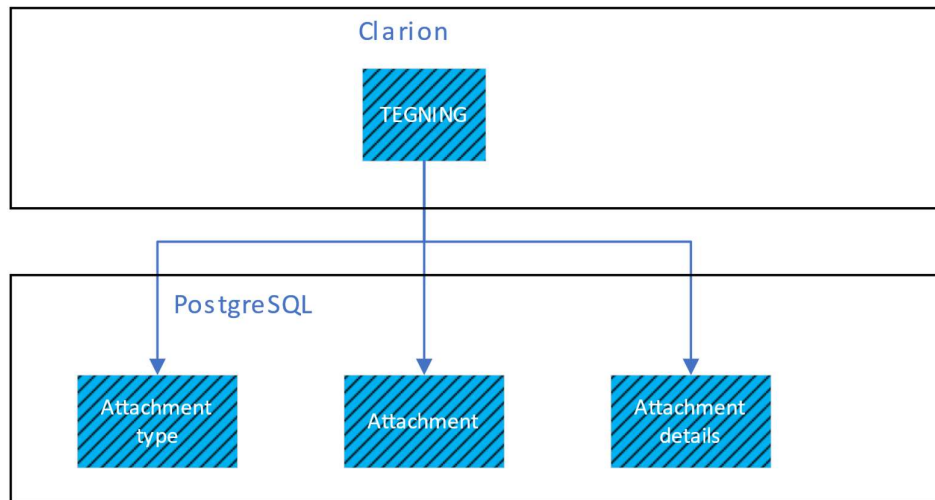 Clarion
TEGNING
PostgreSQL
Attachment
type
Attachment
Attachment
details